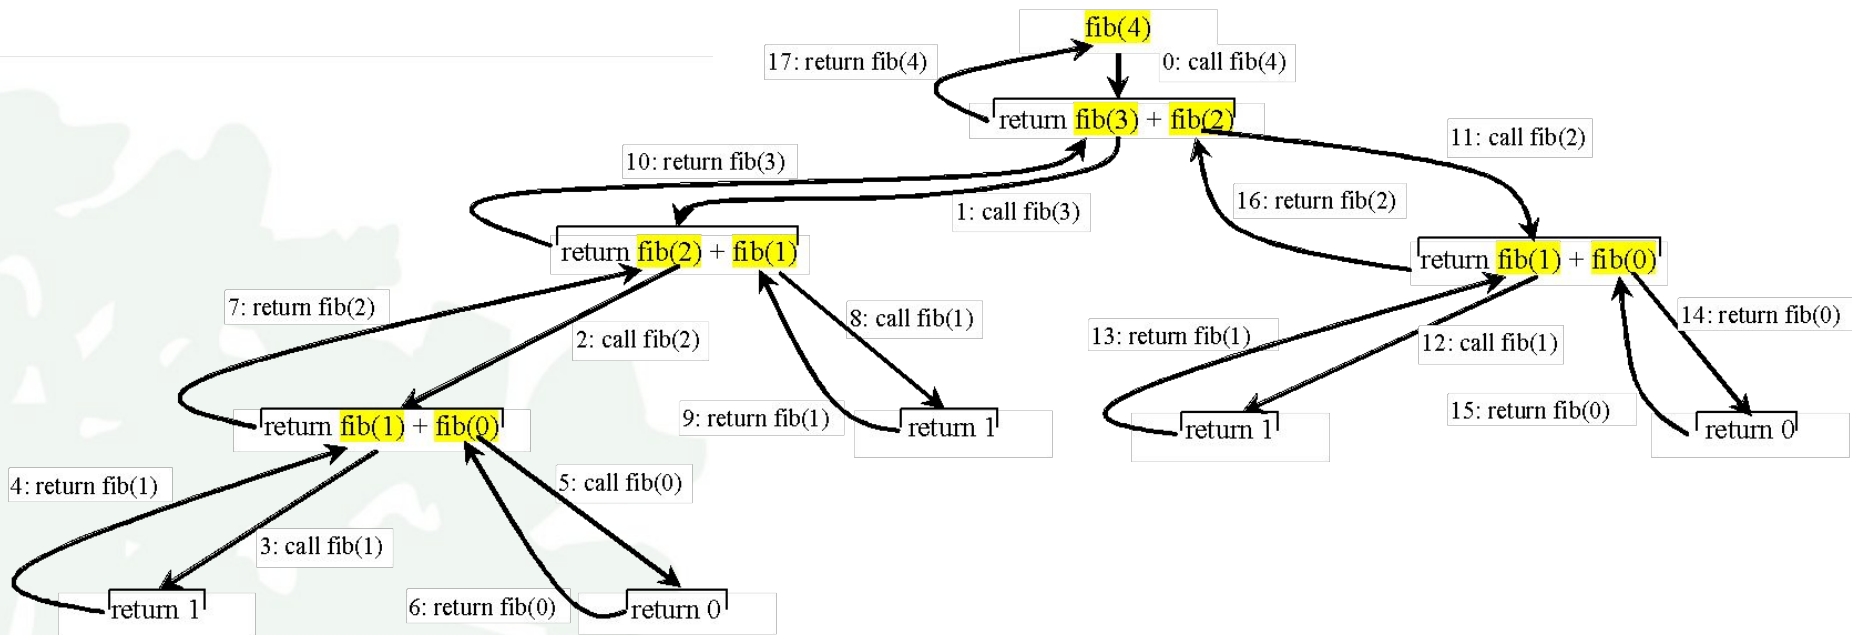 fib(4)
17: return fib(4)
0: call fib(4)
return fib(3) + fib(2)
10: return fib(3)
11: call fib(2)
1: call fib(3)
16: return fib(2)
return fib(2) + fib(1)
return fib(1) + fib(0)
7: return fib(2)
2: call fib(2)
8: call fib(1)
13: return fib(1)
12: call fib(1)
14: return fib(0)
9: return fib(1)
15: return fib(0)
return fib(1) + fib(0)
return 1
return 1
return 0
4: return fib(1)
5: call fib(0)
3: call fib(1)
6: return fib(0)
return 1
return 0